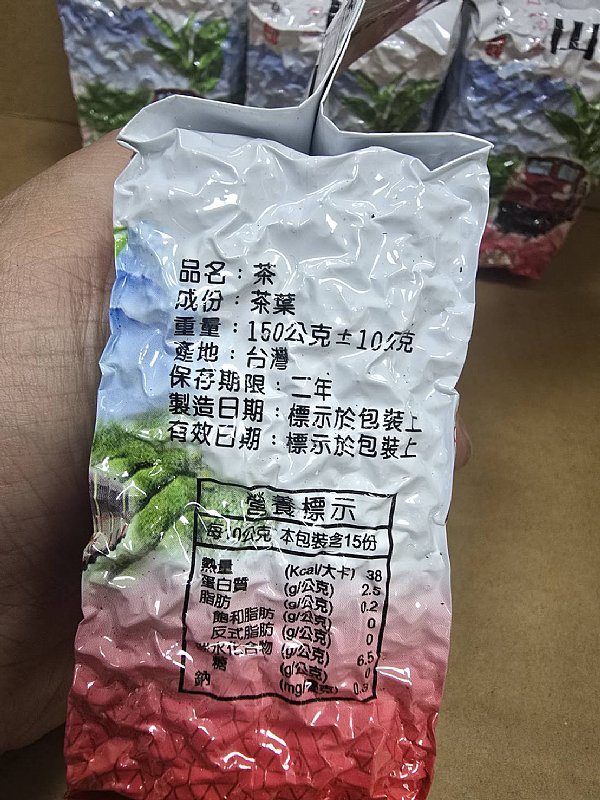 山
品名：茶
成份：茶葉
重量：150公克±10公克
產地：台灣
保存期限：二年
製造日期：標示於包裝上
有效日期：標示於包裝上
營養標示
每10公克 本包裝含15份
熱量 (Kcal/大卡) 38
蛋白質 (g/公克) 2.5
脂肪 (g/公克) 0.2
飽和脂肪 (g/公克) 0
反式脂肪 (g/公克) 0
碳水化合物 (g/公克) 6.5
糖 (g/公克) 0
鈉 (mg/毫克)